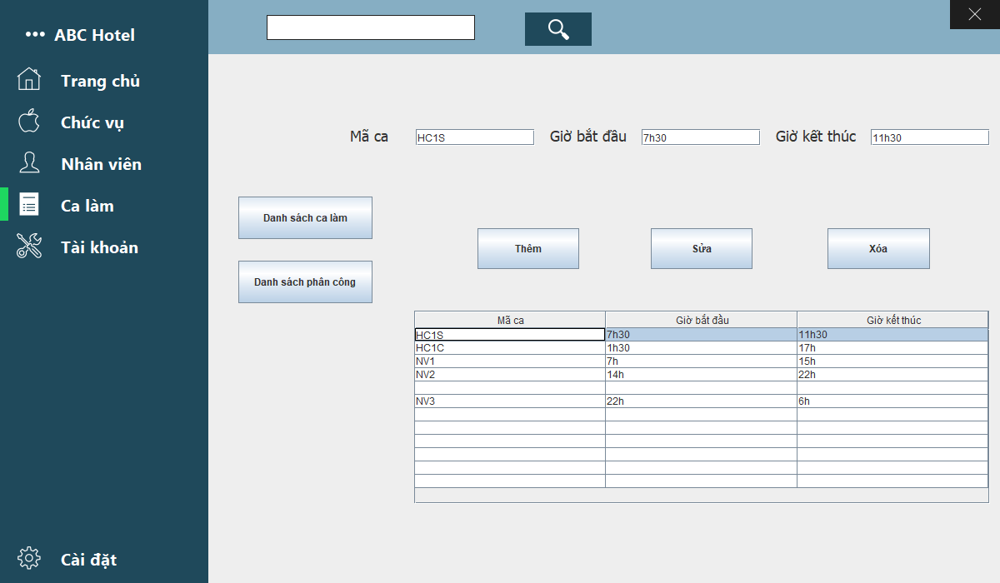 ABC Hotel
Trang chủ
Chức vụ
Nhân viên
Ca làm
Tài khoản
Cài đặt
Mã ca HC1S Giờ bắt đầu 7h30 Giờ kết thúc 11h30
Danh sách ca làm
Danh sách phân công
Thêm Sửa Xóa
Mã ca Giờ bắt đầu Giờ kết thúc
HC1S 7h30 11h30
HC1C 1h30 17h
NV1 7h 15h
NV2 14h 22h
NV3 22h 6h